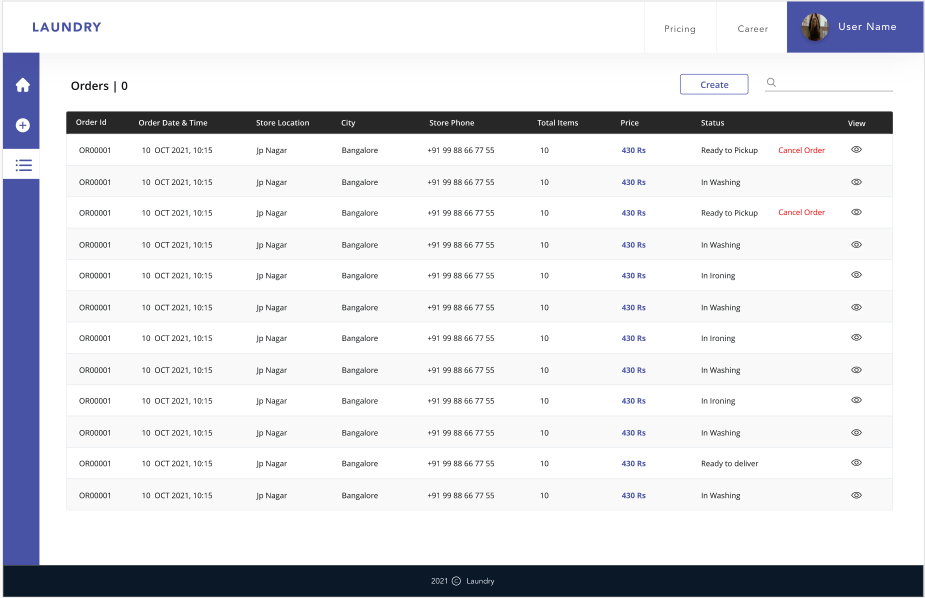 LAUNDRY
Pricing
Career
User Name
Orders | 0
Create
Order Id Order Date & Time Store Location City Store Phone Total Items Price Status View
OR00001 10 OCT 2021, 10:15 Jp Nagar Bangalore +91 99 88 66 77 55 10 430 Rs Ready to Pickup Cancel Order
OR00001 10 OCT 2021, 10:15 Jp Nagar Bangalore +91 99 88 66 77 55 10 430 Rs In Washing
OR00001 10 OCT 2021, 10:15 Jp Nagar Bangalore +91 99 88 66 77 55 10 430 Rs Ready to Pickup Cancel Order
OR00001 10 OCT 2021, 10:15 Jp Nagar Bangalore +91 99 88 66 77 55 10 430 Rs In Washing
OR00001 10 OCT 2021, 10:15 Jp Nagar Bangalore +91 99 88 66 77 55 10 430 Rs In Ironing
OR00001 10 OCT 2021, 10:15 Jp Nagar Bangalore +91 99 88 66 77 55 10 430 Rs In Washing
OR00001 10 OCT 2021, 10:15 Jp Nagar Bangalore +91 99 88 66 77 55 10 430 Rs In Ironing
OR00001 10 OCT 2021, 10:15 Jp Nagar Bangalore +91 99 88 66 77 55 10 430 Rs In Washing
OR00001 10 OCT 2021, 10:15 Jp Nagar Bangalore +91 99 88 66 77 55 10 430 Rs In Ironing
OR00001 10 OCT 2021, 10:15 Jp Nagar Bangalore +91 99 88 66 77 55 10 430 Rs In Washing
OR00001 10 OCT 2021, 10:15 Jp Nagar Bangalore +91 99 88 66 77 55 10 430 Rs Ready to deliver
OR00001 10 OCT 2021, 10:15 Jp Nagar Bangalore +91 99 88 66 77 55 10 430 Rs In Washing
2021 © Laundry